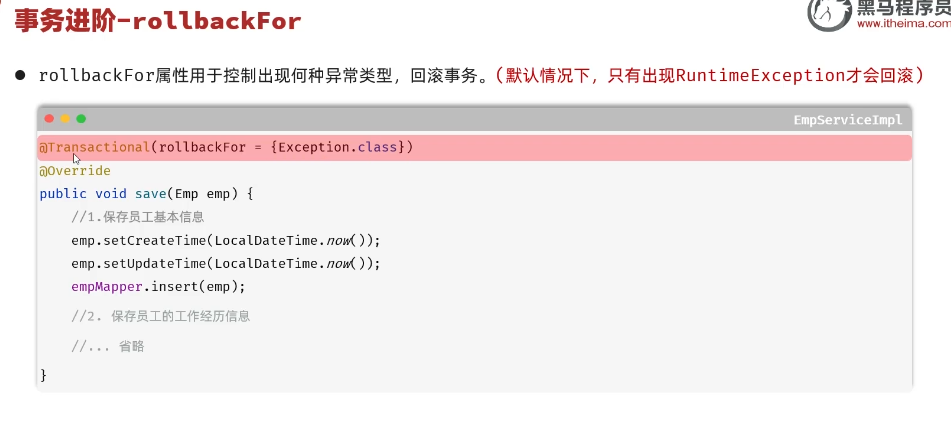 事务进阶-rollbackFor
黑马程序员
www.itheima.com
● rollbackFor属性用于控制出现何种异常类型，回滚事务。（默认情况下，只有出现RuntimeException才会回滚）
EmpServiceImpl
@Transactional(rollbackFor = {Exception.class})
@Override
public void save(Emp emp) {
//1.保存员工基本信息
emp.setCreateTime(LocalDateTime.now());
emp.setUpdateTime(LocalDateTime.now());
empMapper.insert(emp);
//2. 保存员工的工作经历信息
//... 省略
}